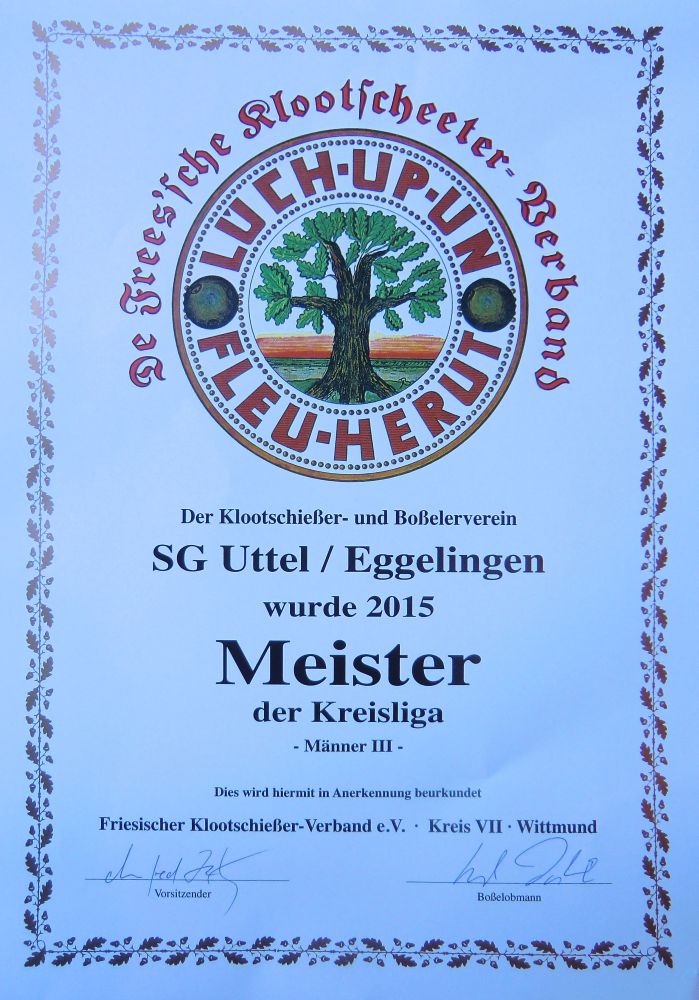 De Frees'sche Klootscheeter-Verband
LÜCH·UP·UN
FLEU·HERUT
Der Klootschießer- und Boßelerverein
SG Uttel / Eggelingen
wurde 2015
Meister
der Kreisliga
- Männer III -
Dies wird hiermit in Anerkennung beurkundet
Friesischer Klootschießer-Verband e.V. · Kreis VII · Wittmund
Vorsitzender
Boßelobmann